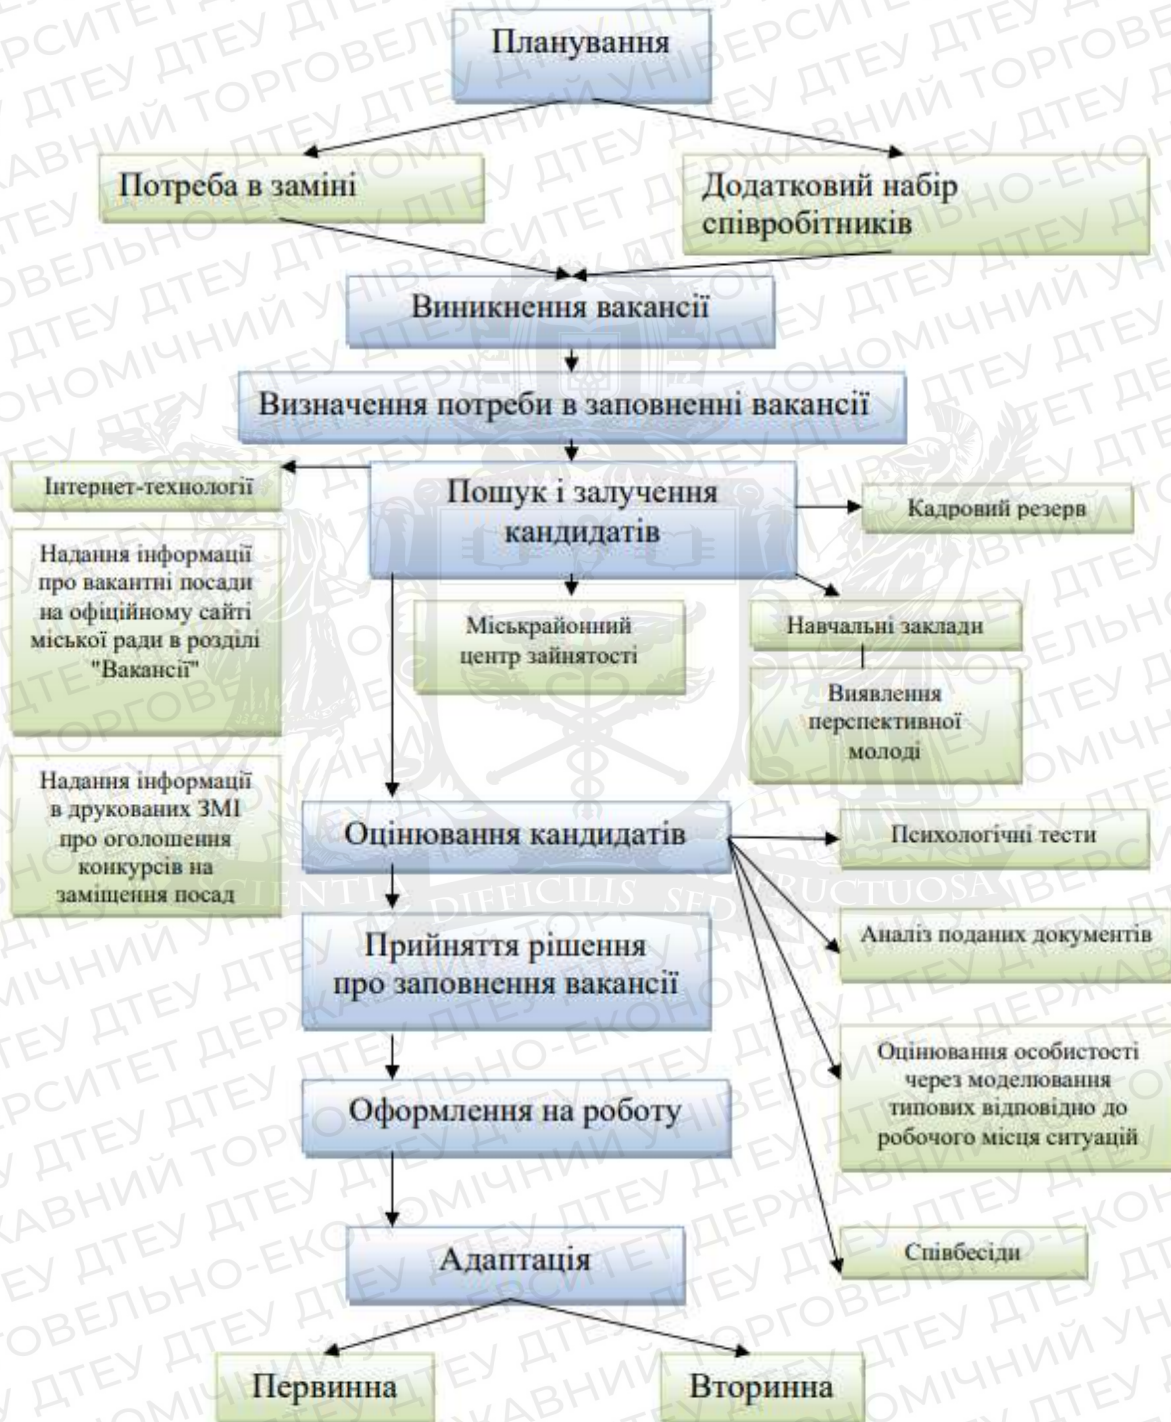 Планування
Потреба в заміні
Додатковий набір
співробітників
Виникнення вакансії
Визначення потреби в заповненні вакансії
Інтернет-технології
Пошук і залучення
кандидатів
Кадровий резерв
Надання інформації
про вакантні посади
на офіційному сайті
міської ради в розділі
"Вакансії"
Міськрайонний
центр зайнятості
Навчальні заклади
Виявлення
перспективної
молоді
Надання інформації
в друкованих ЗМІ
про оголошення
конкурсів на
заміщення посад
Оцінювання кандидатів
Психологічні тести
Прийняття рішення
про заповнення вакансії
Аналіз поданих документів
Оцінювання особистості
через моделювання
типових відповідно до
робочого місця ситуацій
Оформлення на роботу
Адаптація
Співбесіди
Первинна
Вторинна